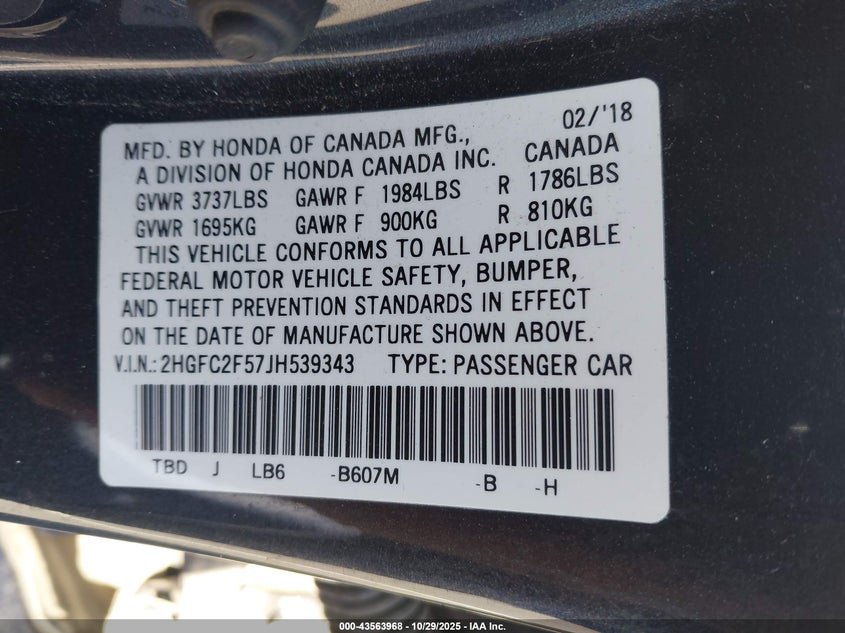 02/'18
MFD. BY HONDA OF CANADA MFG.,
A DIVISION OF HONDA CANADA INC. CANADA
GVWR 3737LBS GAWR F 1984LBS R 1786LBS
GVWR 1695KG GAWR F 900KG R 810KG
THIS VEHICLE CONFORMS TO ALL APPLICABLE
FEDERAL MOTOR VEHICLE SAFETY, BUMPER,
AND THEFT PREVENTION STANDARDS IN EFFECT
ON THE DATE OF MANUFACTURE SHOWN ABOVE.
V.I.N.: 2HGFC2F57JH539343 TYPE: PASSENGER CAR
TBD J LB6 -B607M -B -H
000-43563968 - 10/29/2025 - IAA Inc.